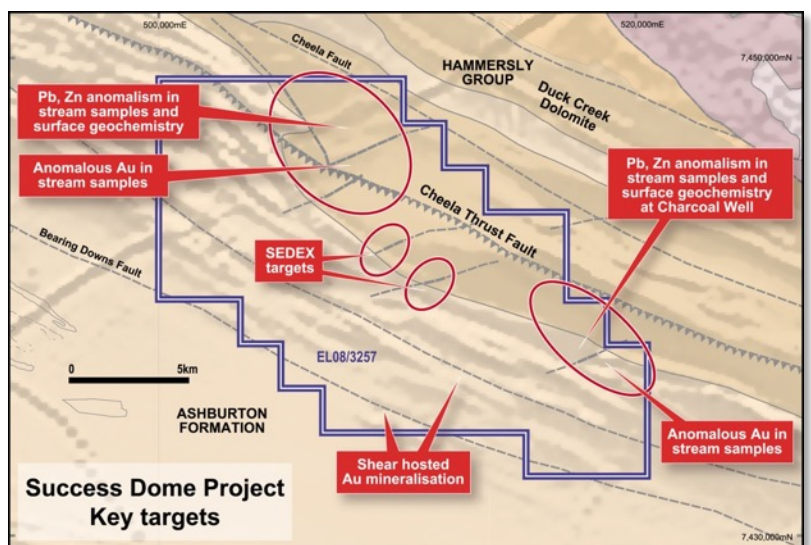 500,000mE
520,000mE
7,450,000mN
Cheela Fault
HAMMERSLY
GROUP
Duck Creek
Dolomite
Pb, Zn anomalism in
stream samples and
surface geochemistry
Anomalous Au in
stream samples
Pb, Zn anomalism in
stream samples and
surface geochemistry
at Charcoal Well
Cheela Thrust Fault
Bearing Downs Fault
SEDEX
targets
EL08/3257
0
5km
ASHBURTON
FORMATION
Anomalous Au in
stream samples
Shear hosted
Au mineralisation
Success Dome Project
Key targets
7,430,000mN